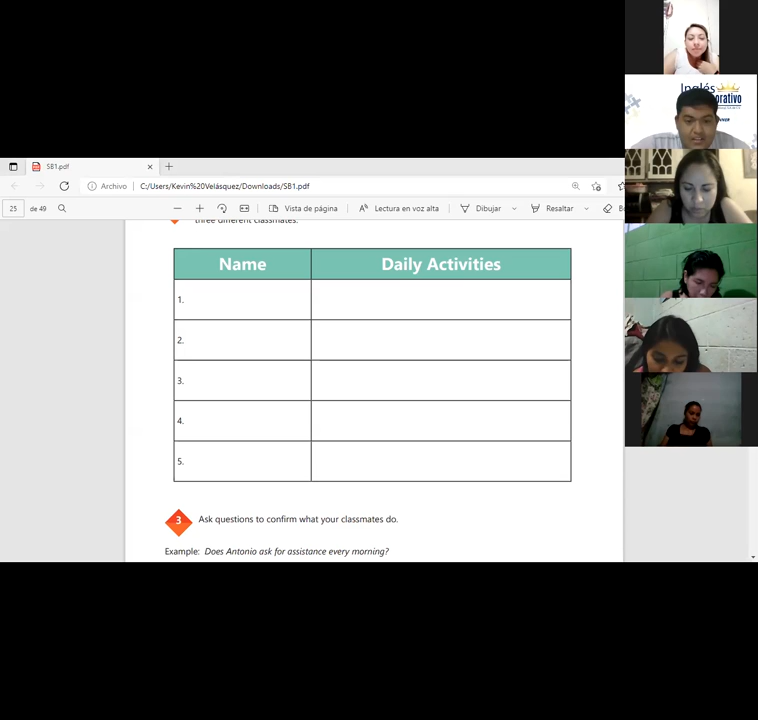 Inglés
orativo
SB1.pdf
Archivo
C:/Users/Kevin%20Velásquez/Downloads/SB1.pdf
25
de 49
Vista de página
Lectura en voz alta
Dibujar
Resaltar
three different classmates.
Name
Daily Activities
1.
2.
3.
4.
5.
3
Ask questions to confirm what your classmates do.
Example: Does Antonio ask for assistance every morning?